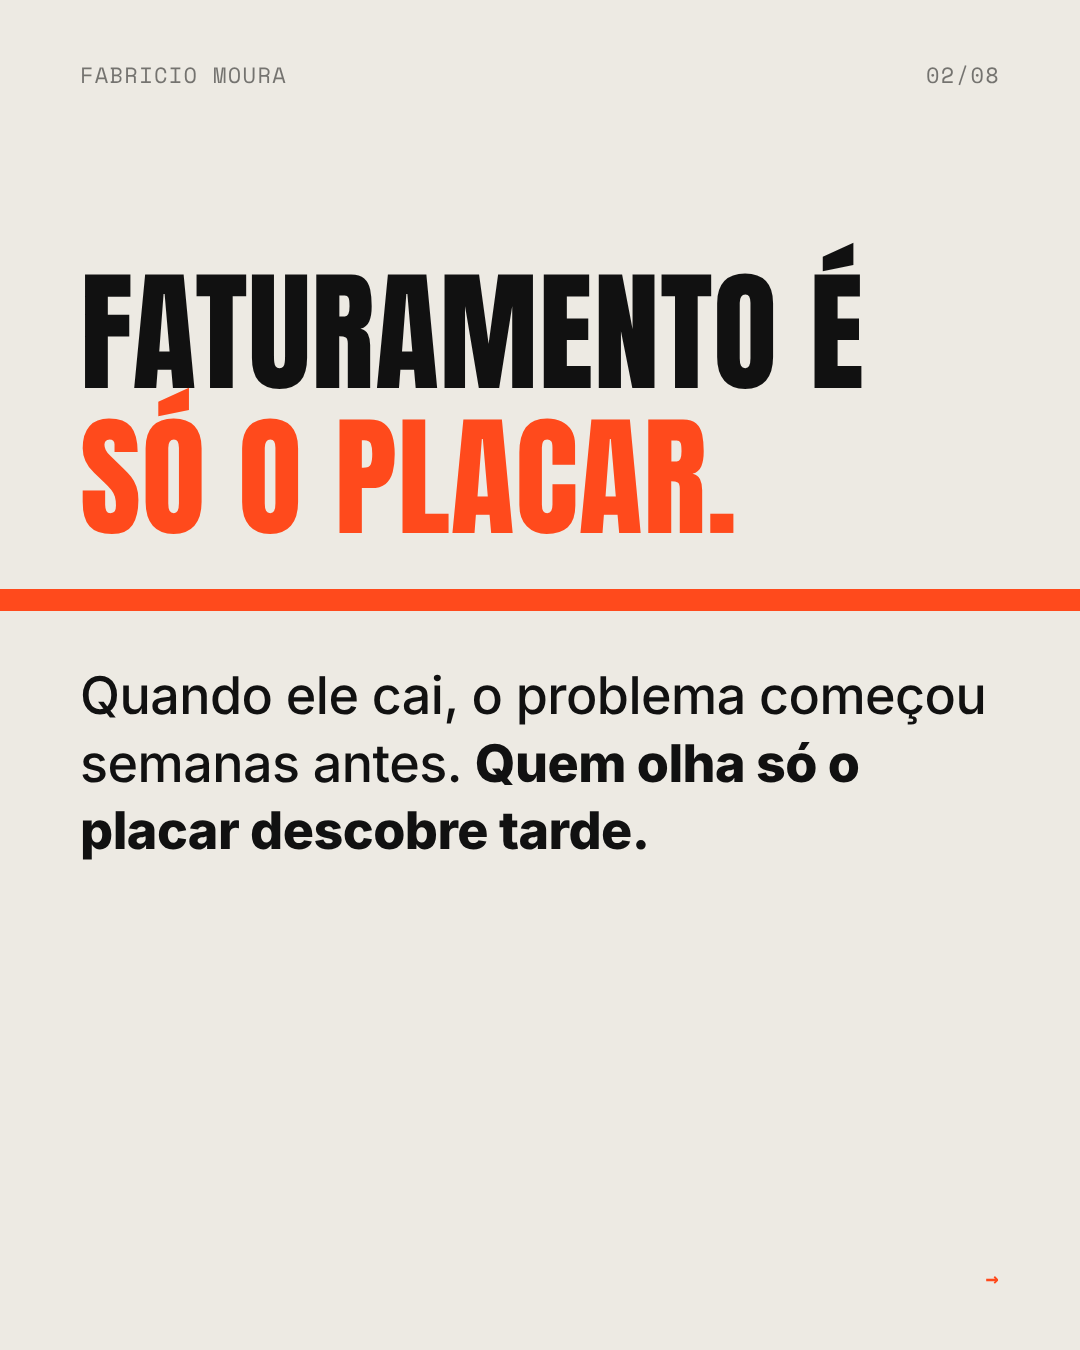 FABRICIO MOURA
02/08
FATURAMENTO É
SÓ O PLACAR.
Quando ele cai, o problema começou
semanas antes. Quem olha só o
placar descobre tarde.
→